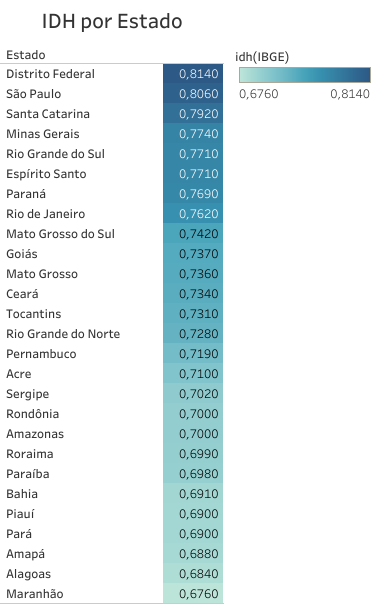 IDH por Estado
Estado
idh(IBGE)
0,6760 0,8140
Distrito Federal 0,8140
São Paulo 0,8060
Santa Catarina 0,7920
Minas Gerais 0,7740
Rio Grande do Sul 0,7710
Espírito Santo 0,7710
Paraná 0,7690
Rio de Janeiro 0,7620
Mato Grosso do Sul 0,7420
Goiás 0,7370
Mato Grosso 0,7360
Ceará 0,7340
Tocantins 0,7310
Rio Grande do Norte 0,7280
Pernambuco 0,7190
Acre 0,7100
Sergipe 0,7020
Rondônia 0,7000
Amazonas 0,7000
Roraima 0,6990
Paraíba 0,6980
Bahia 0,6910
Piauí 0,6900
Pará 0,6900
Amapá 0,6880
Alagoas 0,6840
Maranhão 0,6760